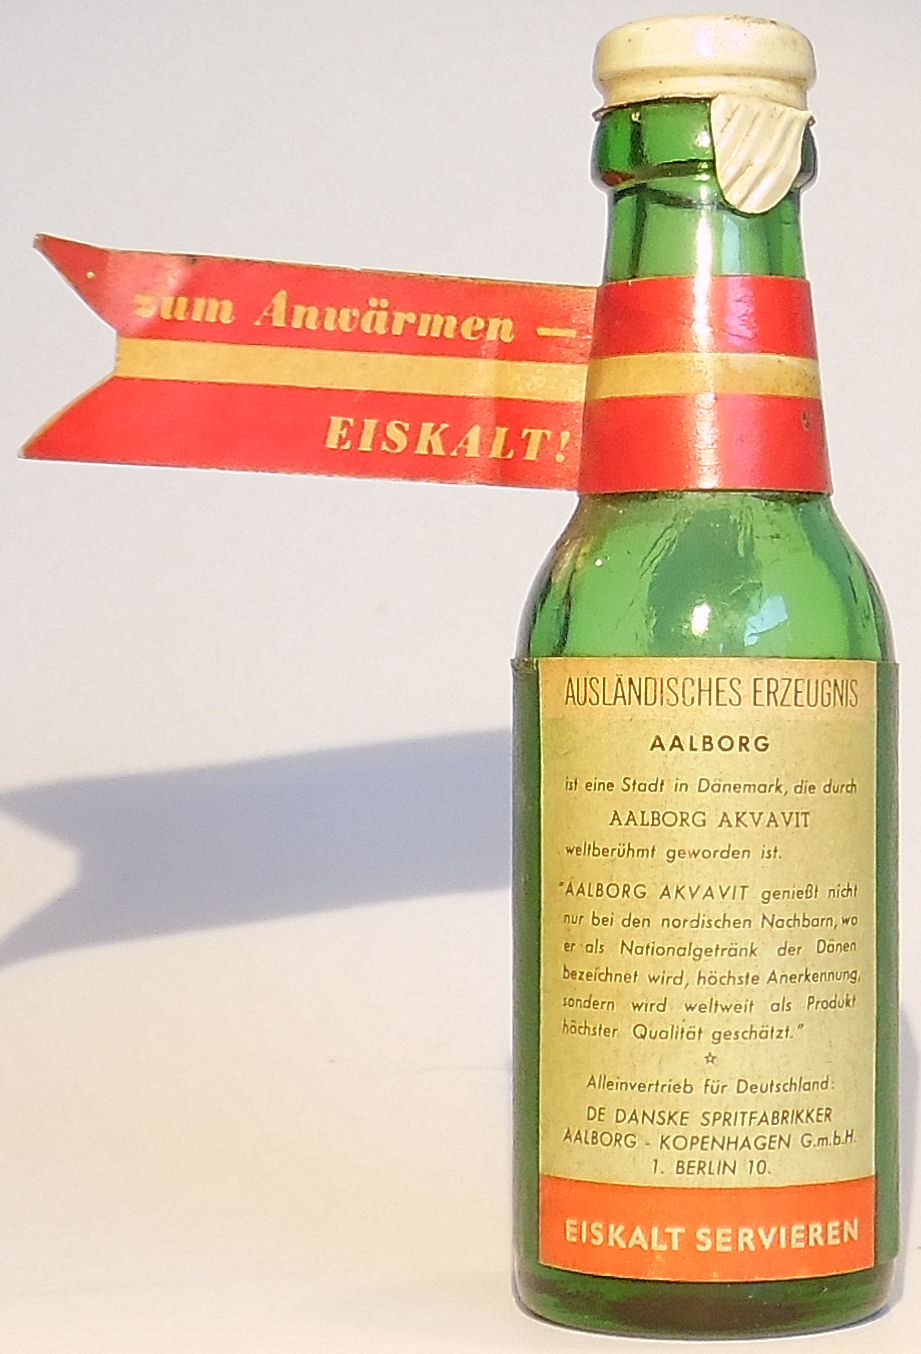 zum Anwärmen —
EISKALT!
AUSLÄNDISCHES ERZEUGNIS
AALBORG
ist eine Stadt in Dänemark, die durch
AALBORG AKVAVIT
weltberühmt geworden ist.
"AALBORG AKVAVIT genießt nicht
nur bei den nordischen Nachbarn, wo
er als Nationalgetränk der Dänen
bezeichnet wird, höchste Anerkennung,
sondern wird weltweit als Produkt
höchster Qualität geschätzt."
☆
Alleinvertrieb für Deutschland:
DE DANSKE SPRITFABRIKKER
AALBORG - KOPENHAGEN G.m.b.H.
1. BERLIN 10.
EISKALT SERVIEREN